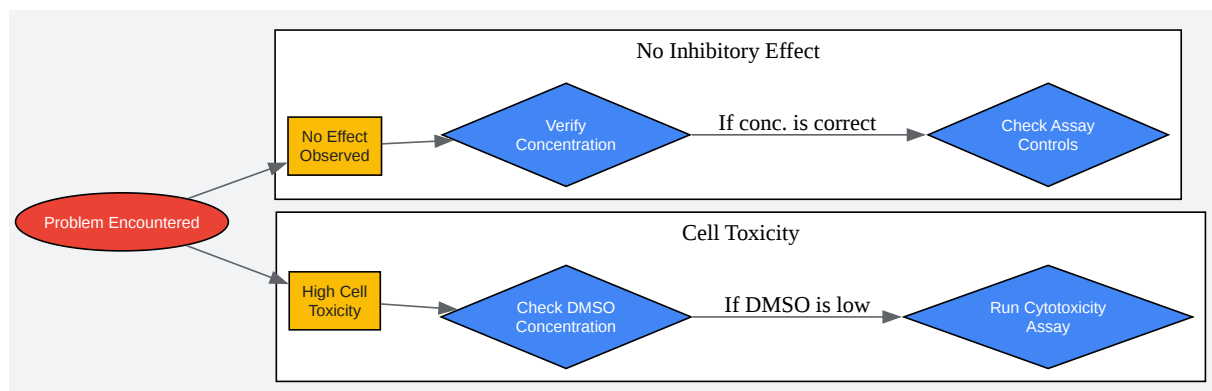 No Inhibitory Effect
No Effect
Observed
Verify
Concentration
If conc. is correct
Check Assay
Controls
Problem Encountered
Cell Toxicity
High Cell
Toxicity
Check DMSO
Concentration
If DMSO is low
Run Cytotoxicity
Assay